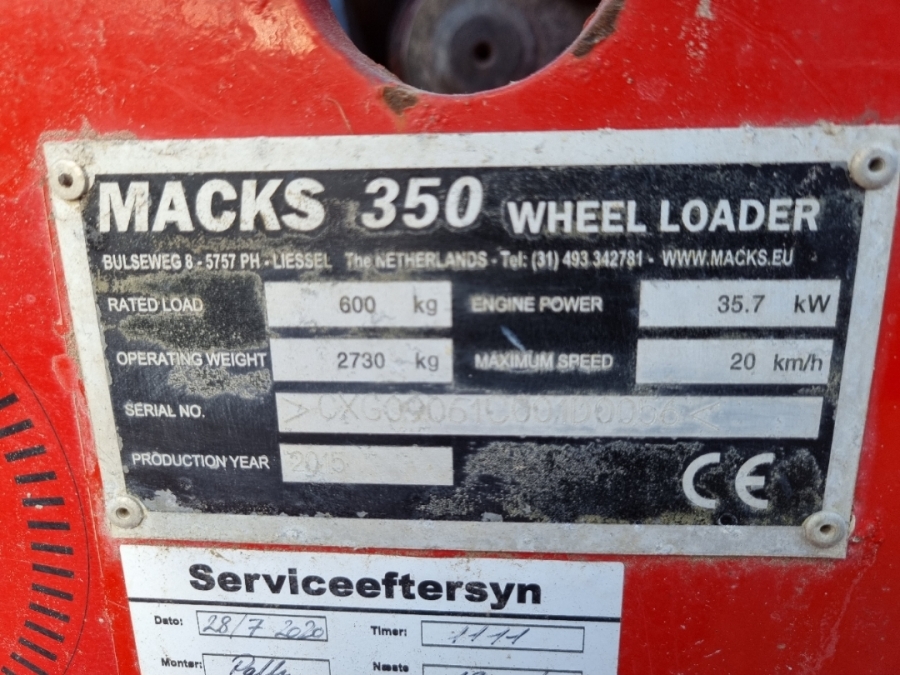 MACKS 350 WHEEL LOADER
BULSEWEG 8 - 5757 PH - LIESSEL The NETHERLANDS - Tel: (31) 493 342781 - WWW.MACKS.EU
RATED LOAD 600 kg ENGINE POWER 35.7 kW
OPERATING WEIGHT 2730 kg MAXIMUM SPEED 20 km/h
SERIAL NO.
PRODUCTION YEAR 2015 CE
Serviceeftersyn
Dato: 28/7 2020 Timer: 1111
Montør: Næste